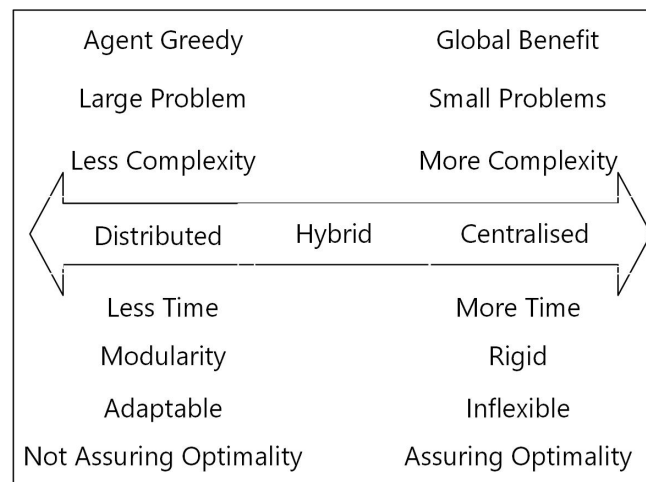 Agent Greedy Global Benefit
Large Problem Small Problems
Less Complexity More Complexity
Distributed Hybrid Centralised
Less Time More Time
Modularity Rigid
Adaptable Inflexible
Not Assuring Optimality Assuring Optimality